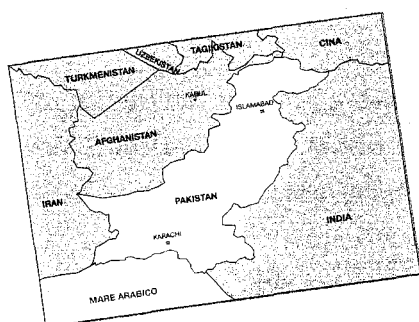 UZBEKISTAN
TAGIKISTAN
CINA
TURKMENISTAN
KABUL
ISLAMABAD
AFGHANISTAN
IRAN
PAKISTAN
INDIA
KARACHI
MARE ARABICO